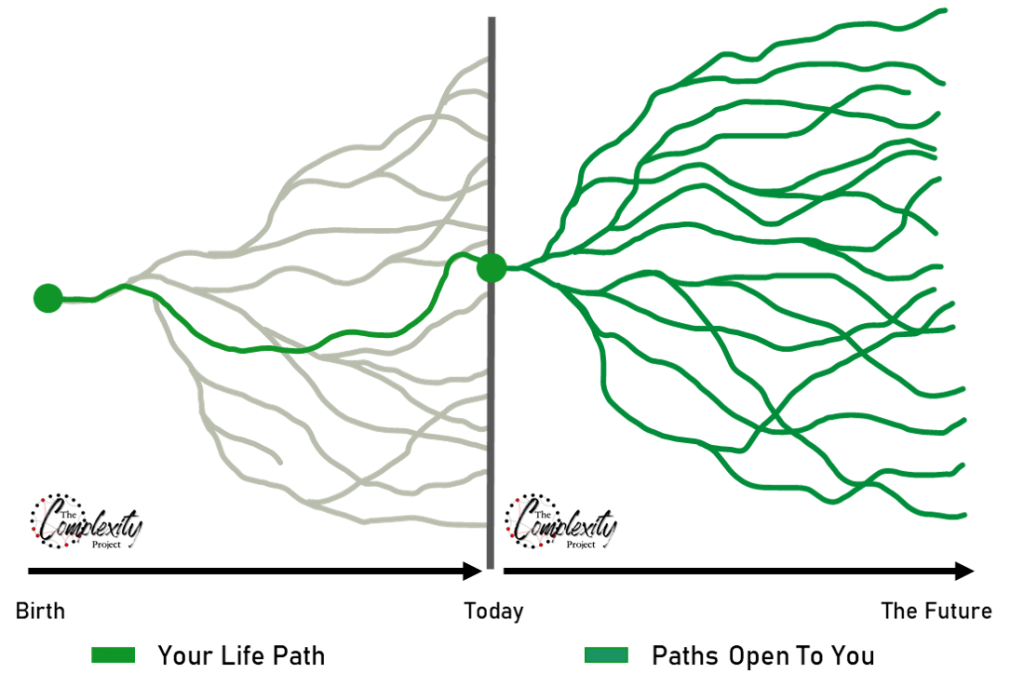 The
Complexity
Project
The
Complexity
Project
Birth
Today
The Future
Your Life Path
Paths Open To You